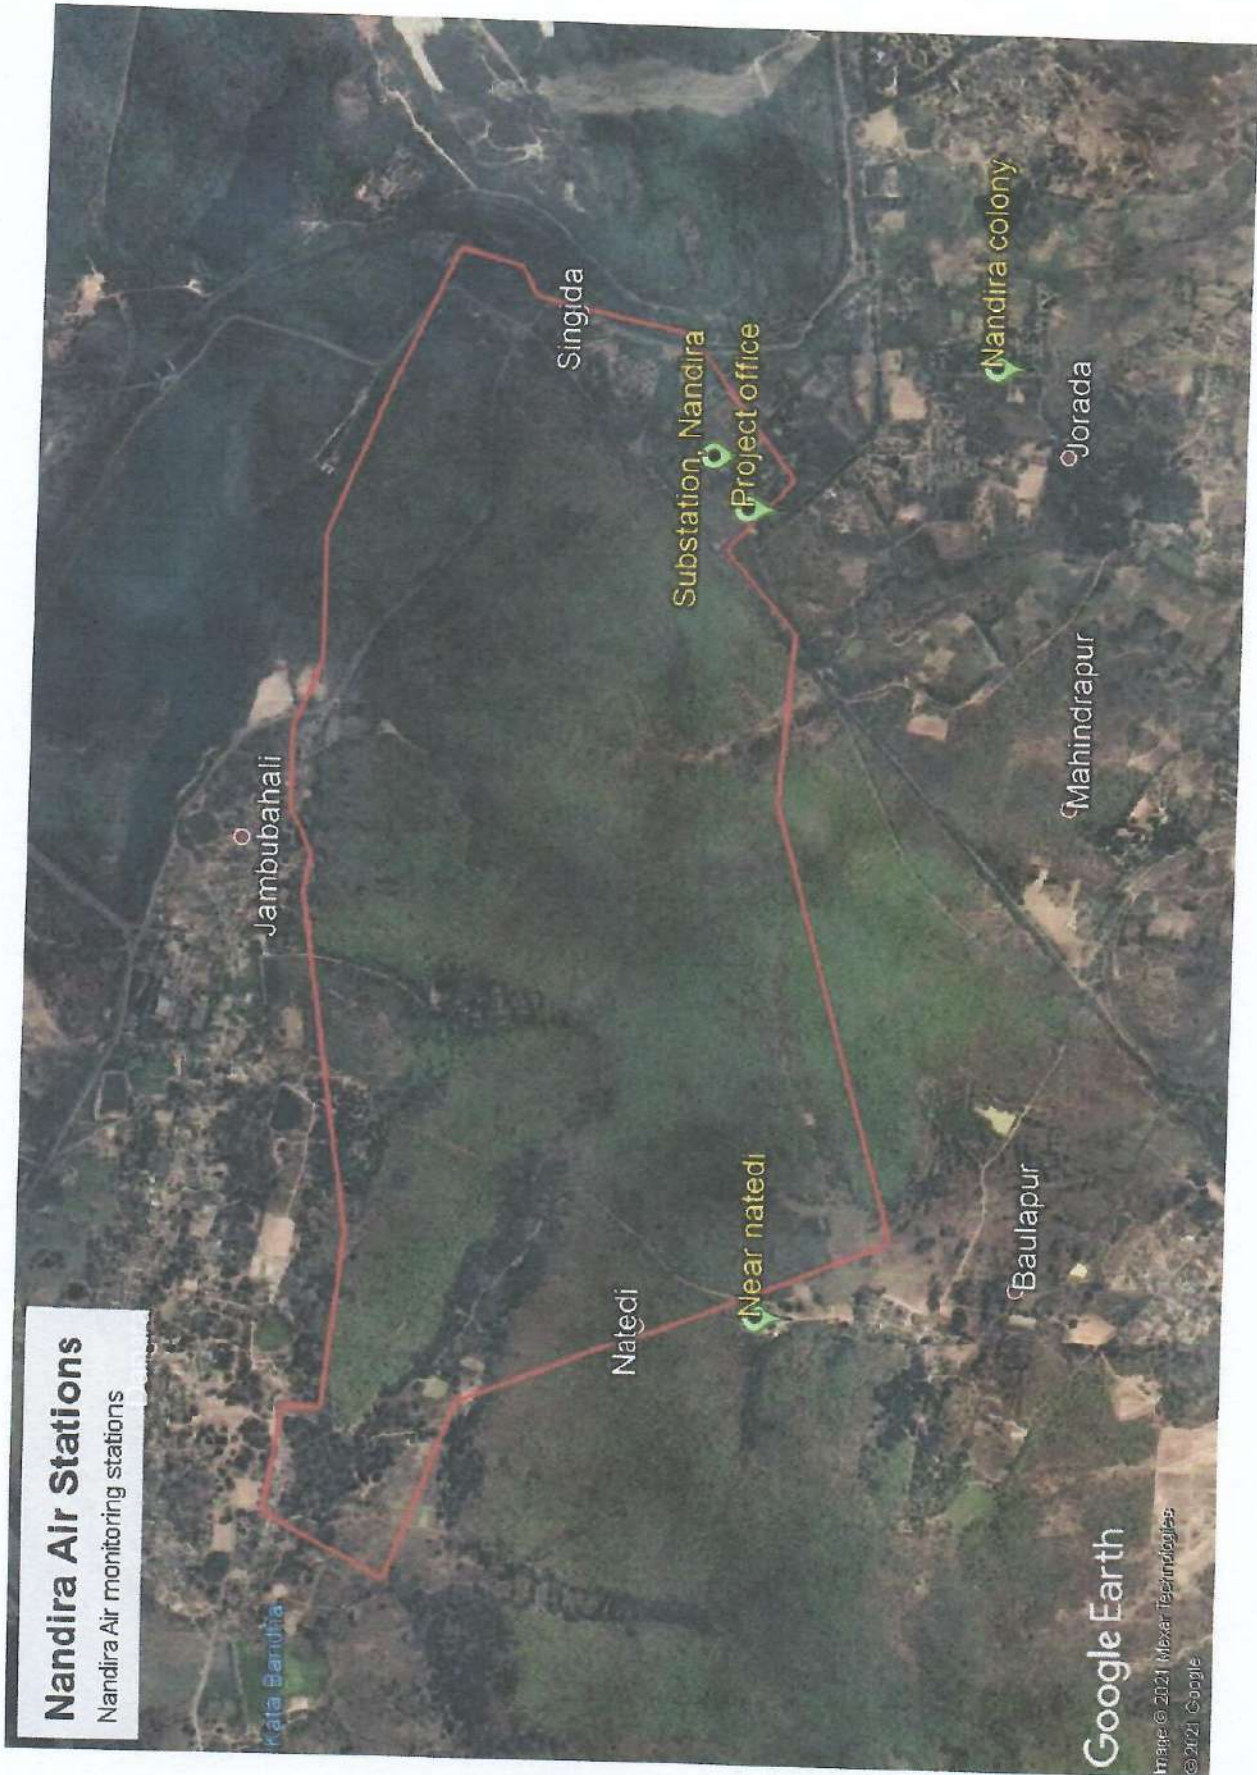 Nandira Air Stations
Nandira Air monitoring stations
Kata Bandha
Jambubahali
Singida
Natedi
Substation, Nandira
Project office
Near natedi
Nandira colony
Baulapur
Mahindrapur
Jorada
Google Earth
Image © 2021 Maxar Technologies
© 2021 Google